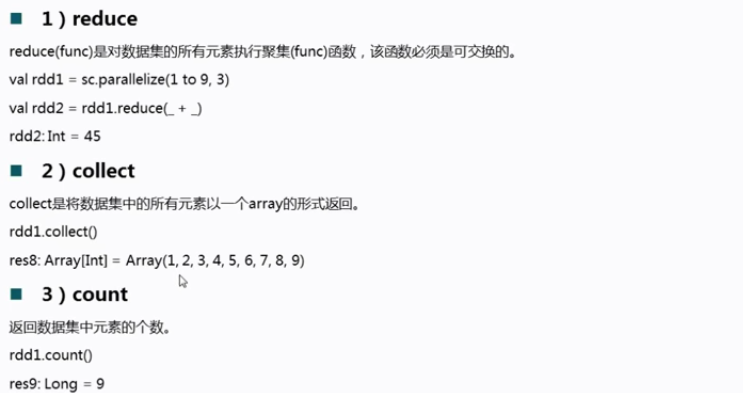 1）reduce
reduce(func)是对数据集的所有元素执行聚集(func)函数，该函数必须是可交换的。
val rdd1 = sc.parallelize(1 to 9, 3)
val rdd2 = rdd1.reduce(_ + _)
rdd2: Int = 45
2）collect
collect是将数据集中的所有元素以一个array的形式返回。
rdd1.collect()
res8: Array[Int] = Array(1, 2, 3, 4, 5, 6, 7, 8, 9)
3）count
返回数据集中元素的个数。
rdd1.count()
res9: Long = 9